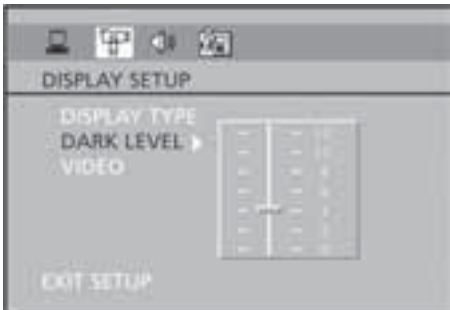 DISPLAY SETUP
DISPLAY TYPE
DARK LEVEL
VIDEO
EXIT SETUP